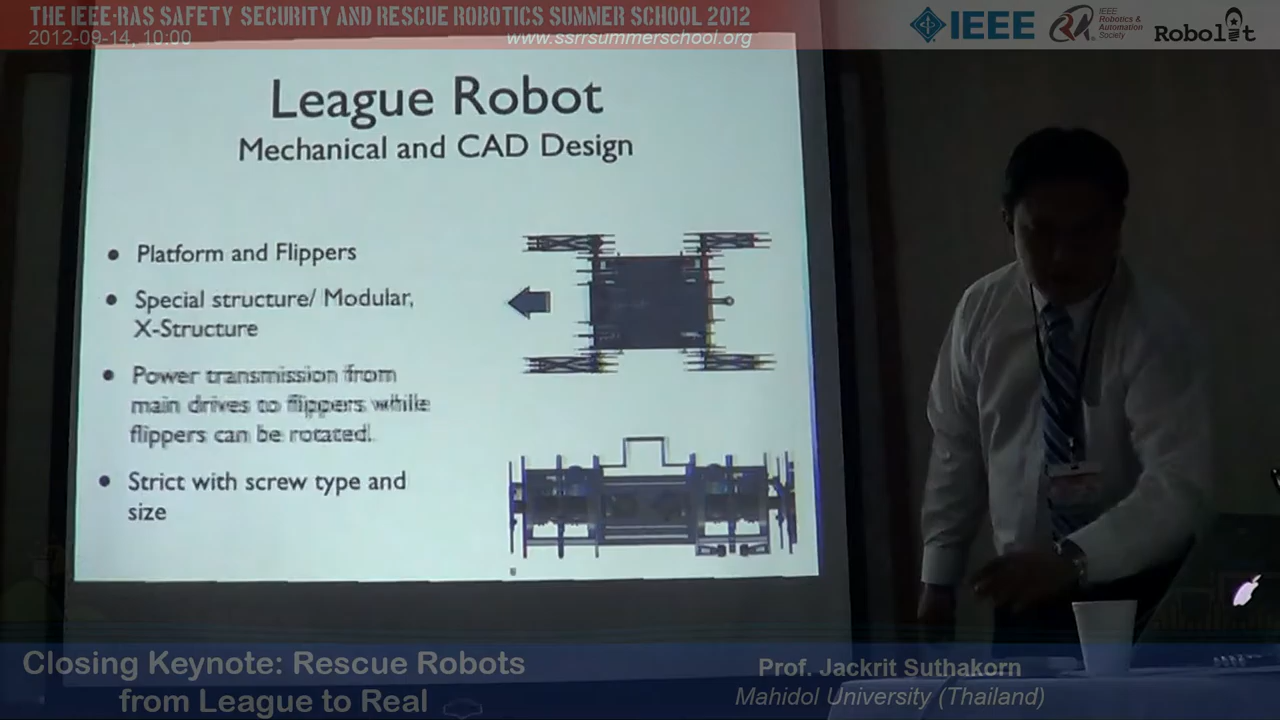 THE IEEE-RAS SAFETY SECURITY AND RESCUE ROBOTICS SUMMER SCHOOL 2012
2012-09-14, 10:00
www.ssrrsummerschool.org
IEEE
IEEE
Robotics &
Automation
Society
Robolit
League Robot
Mechanical and CAD Design
Platform and Flippers
Special structure/ Modular,
X-Structure
Power transmission from
main drives to flippers while
flippers can be rotated.
Strict with screw type and
size
Closing Keynote: Rescue Robots
from League to Real
Prof. Jackrit Suthakorn
Mahidol University (Thailand)